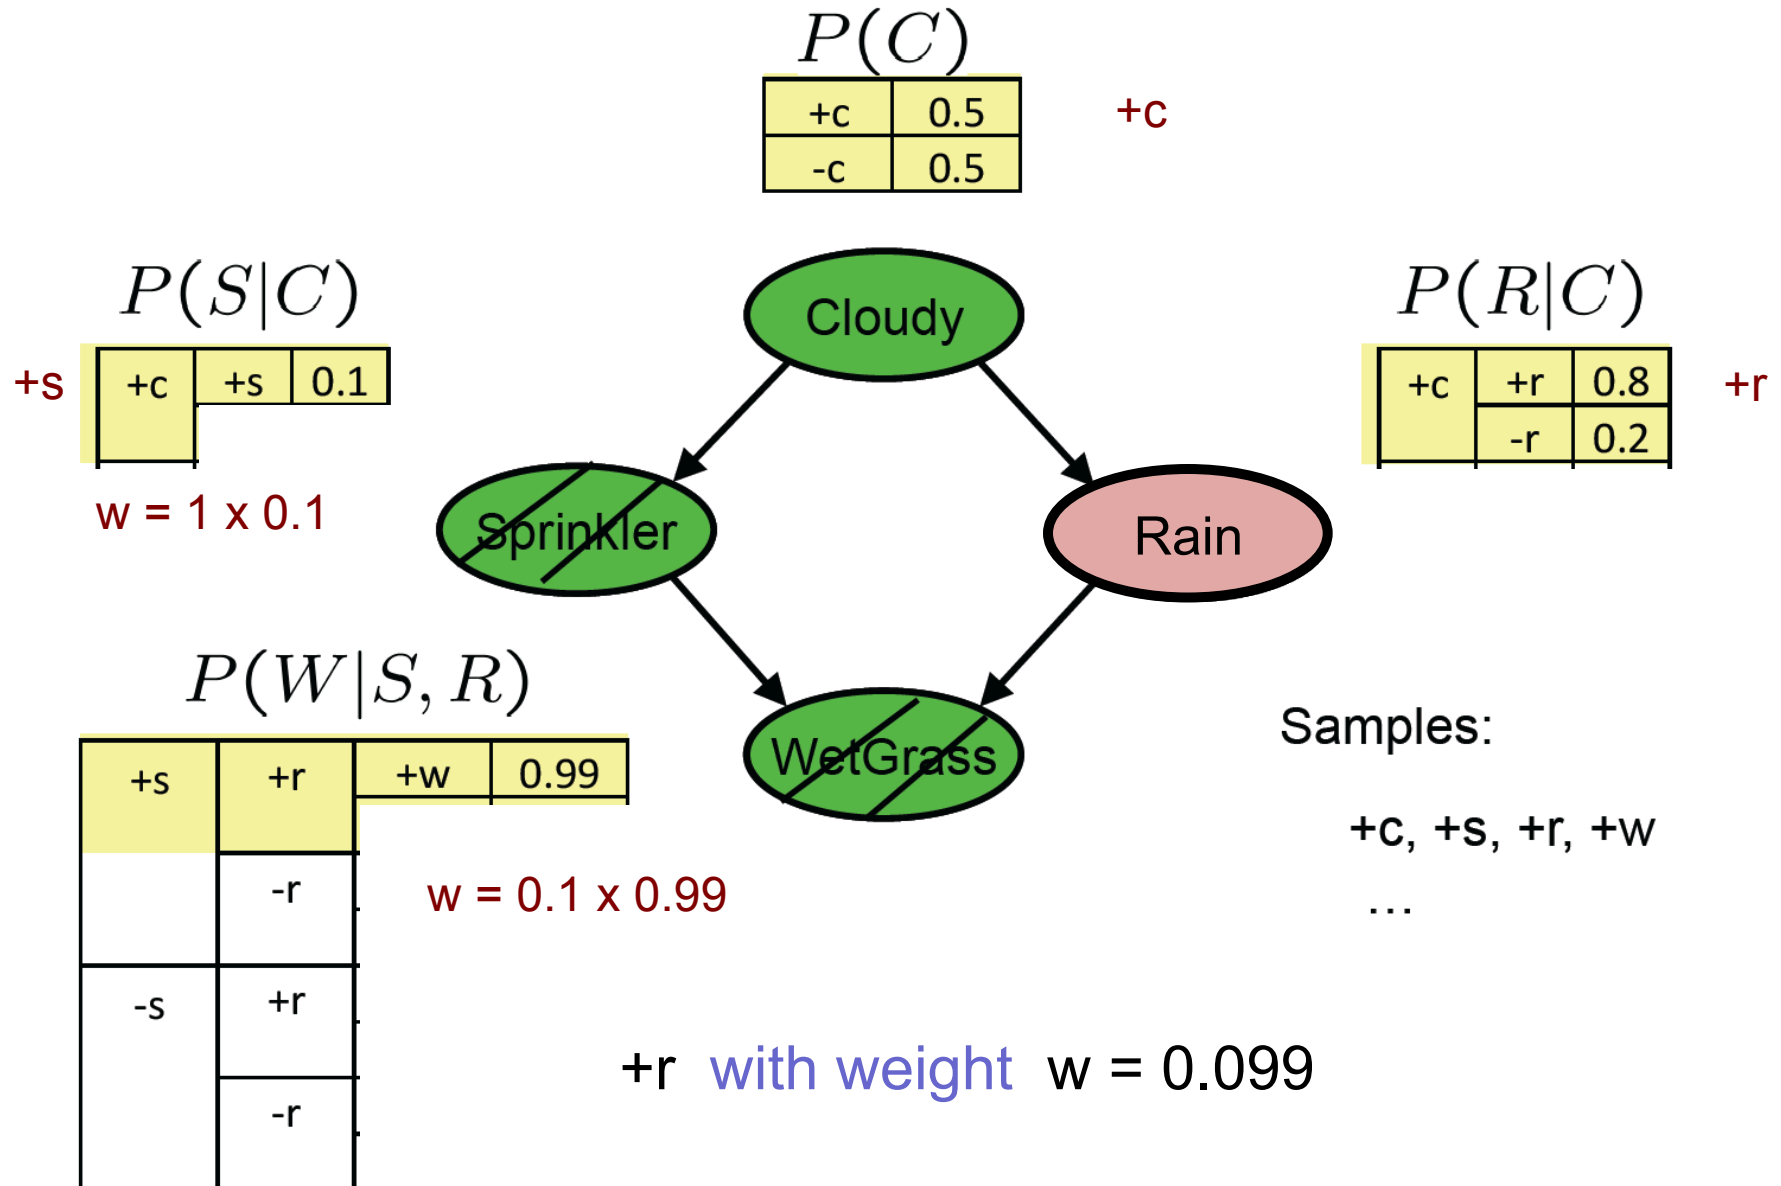 P(C)
+c 0.5
-c 0.5
+c
P(S|C)
+s
+c +s 0.1
w = 1 x 0.1
Cloudy
P(R|C)
+c +r 0.8
-r 0.2
+r
Sprinkler
Rain
P(W|S, R)
+s +r +w 0.99
-r
-s +r
-r
w = 0.1 x 0.99
WetGrass
Samples:
+c, +s, +r, +w
...
+r with weight w = 0.099